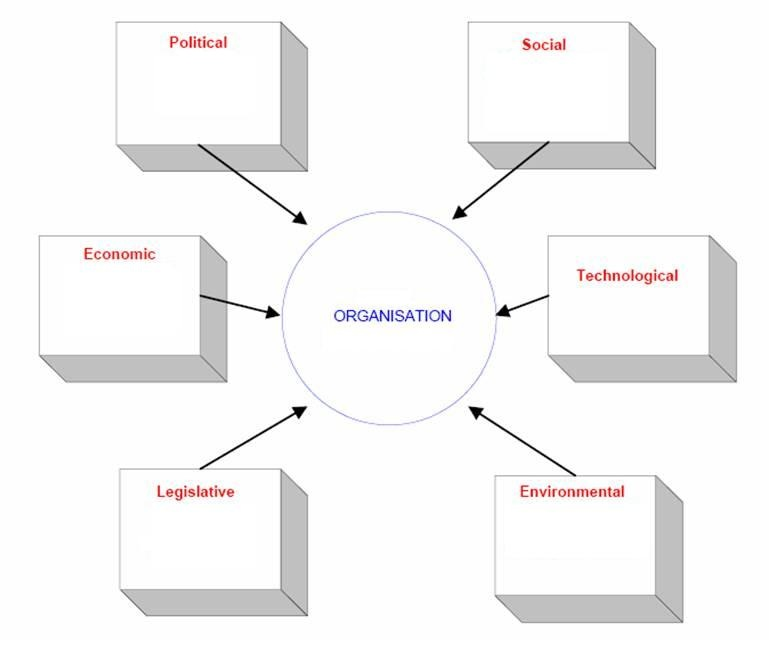 Political
Social
Economic
Technological
ORGANISATION
Legislative
Environmental